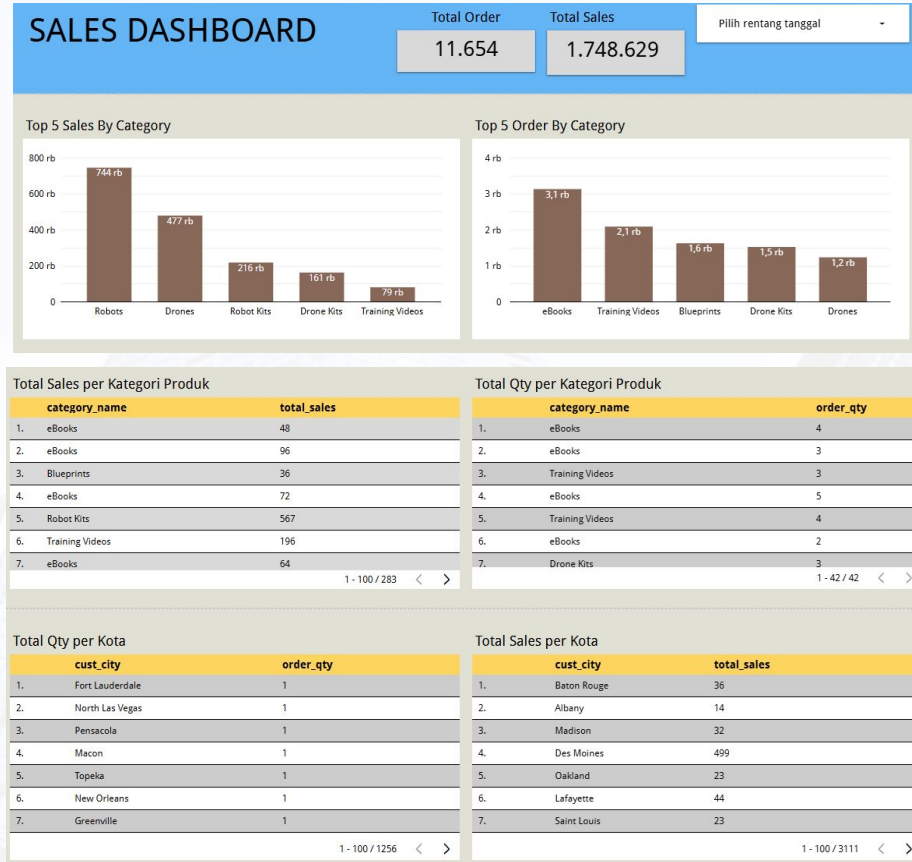 SALES DASHBOARD
Total Order
11.654
Total Sales
1.748.629
Pilih rentang tanggal
Top 5 Sales By Category
800 rb
600 rb
400 rb
200 rb
0
744 rb
477 rb
216 rb
161 rb
79 rb
Robots Drones Robot Kits Drone Kits Training Videos
Top 5 Order By Category
4 rb
3 rb
2 rb
1 rb
0
3,1 rb
2,1 rb
1,6 rb
1,5 rb
1,2 rb
eBooks Training Videos Blueprints Drone Kits Drones
Total Sales per Kategori Produk
category_name total_sales
1. eBooks 48
2. eBooks 96
3. Blueprints 36
4. eBooks 72
5. Robot Kits 567
6. Training Videos 196
7. eBooks 64
1 - 100 / 283
Total Qty per Kategori Produk
category_name order_qty
1. eBooks 4
2. eBooks 3
3. Training Videos 3
4. eBooks 5
5. Training Videos 4
6. eBooks 2
7. Drone Kits 3
1 - 42 / 42
Total Qty per Kota
cust_city order_qty
1. Fort Lauderdale 1
2. North Las Vegas 1
3. Pensacola 1
4. Macon 1
5. Topeka 1
6. New Orleans 1
7. Greenville 1
1 - 100 / 1256
Total Sales per Kota
cust_city total_sales
1. Baton Rouge 36
2. Albany 14
3. Madison 32
4. Des Moines 499
5. Oakland 23
6. Lafayette 44
7. Saint Louis 23
1 - 100 / 3111